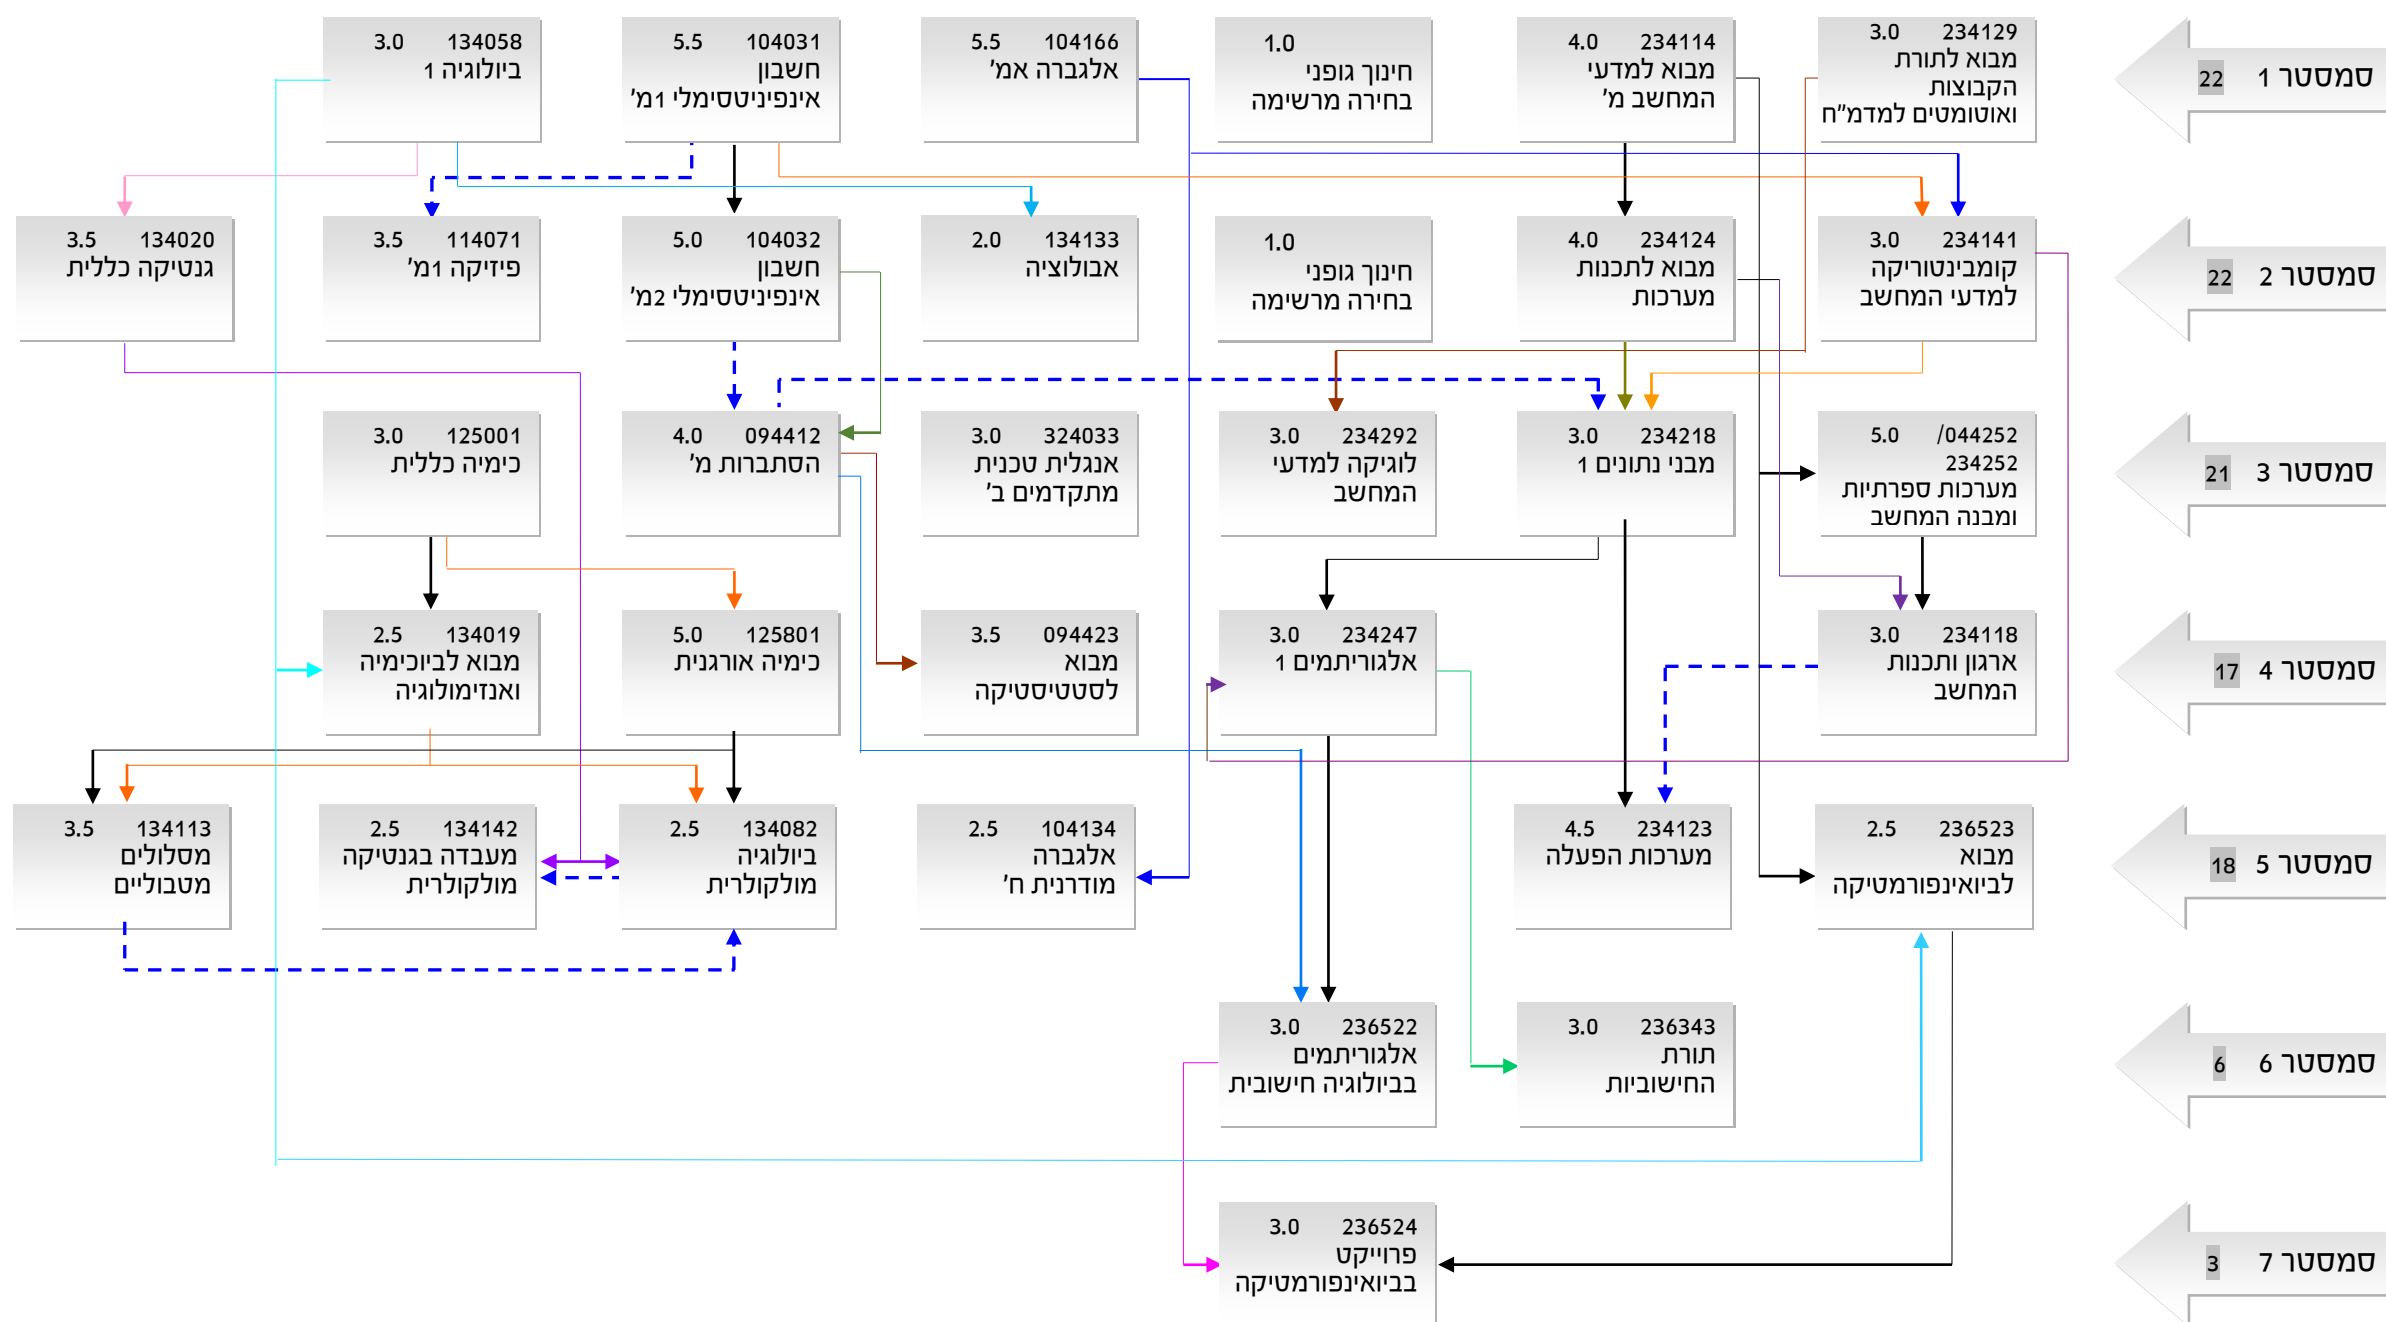 סמסטר 1 22
234129 3.0
מבוא לתורת
הקבוצות
ואוטומטים למדמ"ח
234114 4.0
מבוא למדעי
המחשב מ'
1.0
חינוך גופני
בחירה מרשימה
104166 5.5
אלגברה אמ'
104031 5.5
חשבון
אינפיניטסימלי 1מ'
134058 3.0
ביולוגיה 1
סמסטר 2 22
234141 3.0
קומבינטוריקה
למדעי המחשב
234124 4.0
מבוא לתכנות
מערכות
1.0
חינוך גופני
בחירה מרשימה
134133 2.0
אבולוציה
104032 5.0
חשבון
אינפיניטסימלי 2מ'
114071 3.5
פיזיקה 1מ'
134020 3.5
גנטיקה כללית
סמסטר 3 21
044252/ 5.0
234252
מערכות ספרתיות
ומבנה המחשב
234218 3.0
מבני נתונים 1
234292 3.0
לוגיקה למדעי
המחשב
324033 3.0
אנגלית טכנית
מתקדמים ב'
094412 4.0
הסתברות מ'
125001 3.0
כימיה כללית
סמסטר 4 17
234118 3.0
ארגון ותכנות
המחשב
234247 3.0
אלגוריתמים 1
094423 3.5
מבוא
לסטטיסטיקה
125801 5.0
כימיה אורגנית
134019 2.5
מבוא לביוכימיה
ואנזימולוגיה
סמסטר 5 18
236523 2.5
מבוא
לביואינפורמטיקה
234123 4.5
מערכות הפעלה
104134 2.5
אלגברה
מודרנית ח'
134082 2.5
ביולוגיה
מולקולרית
134142 2.5
מעבדה בגנטיקה
מולקולרית
134113 3.5
מסלולים
מטבוליים
סמסטר 6 6
236343 3.0
תורת
החישוביות
236522 3.0
אלגוריתמים
בביולוגיה חישובית
סמסטר 7 3
236524 3.0
פרוייקט
בביואינפורמטיקה